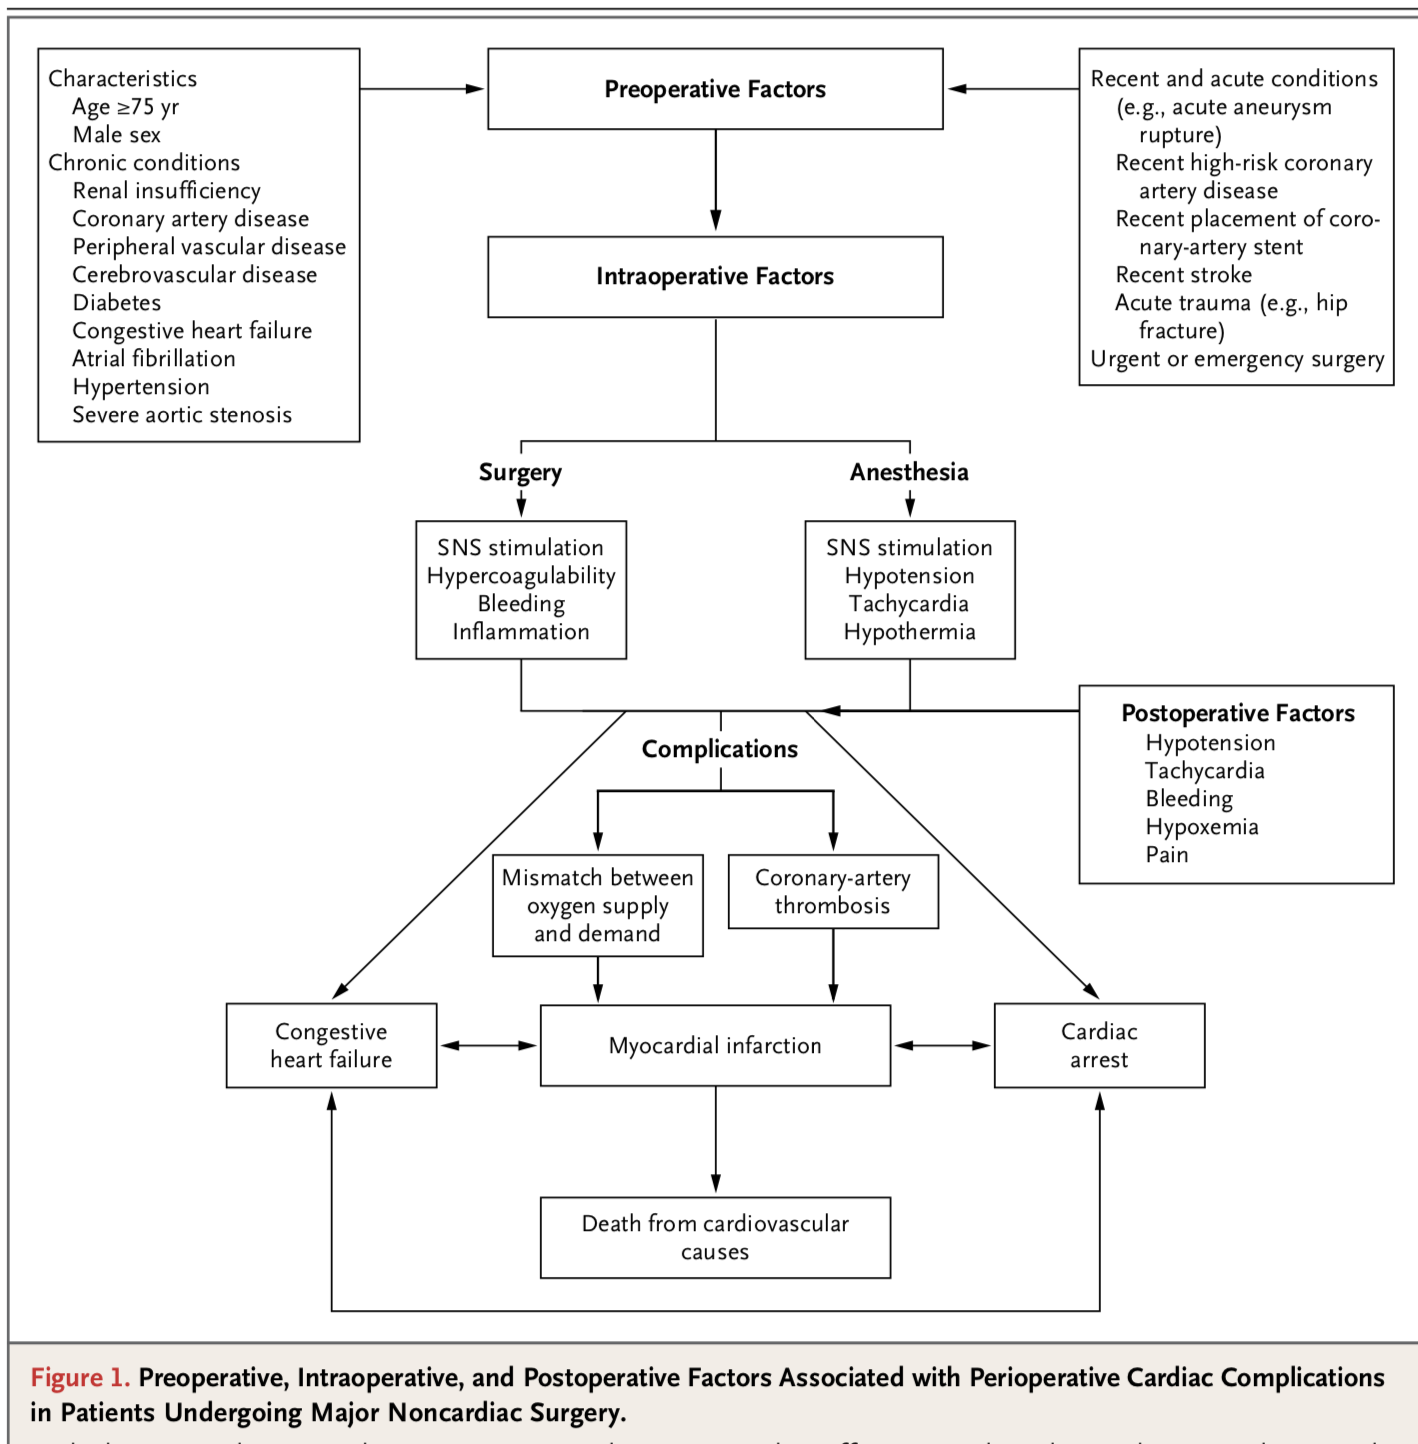 Characteristics
Age ≥75 yr
Male sex
Chronic conditions
Renal insufficiency
Coronary artery disease
Peripheral vascular disease
Cerebrovascular disease
Diabetes
Congestive heart failure
Atrial fibrillation
Hypertension
Severe aortic stenosis
Preoperative Factors
Recent and acute conditions
(e.g., acute aneurysm
rupture)
Recent high-risk coronary
artery disease
Recent placement of coro-
nary-artery stent
Recent stroke
Acute trauma (e.g., hip
fracture)
Urgent or emergency surgery
Intraoperative Factors
Surgery
SNS stimulation
Hypercoagulability
Bleeding
Inflammation
Anesthesia
SNS stimulation
Hypotension
Tachycardia
Hypothermia
Postoperative Factors
Hypotension
Tachycardia
Bleeding
Hypoxemia
Pain
Complications
Mismatch between
oxygen supply
and demand
Coronary-artery
thrombosis
Congestive
heart failure
Myocardial infarction
Cardiac
arrest
Death from cardiovascular
causes
Figure 1. Preoperative, Intraoperative, and Postoperative Factors Associated with Perioperative Cardiac Complications
in Patients Undergoing Major Noncardiac Surgery.